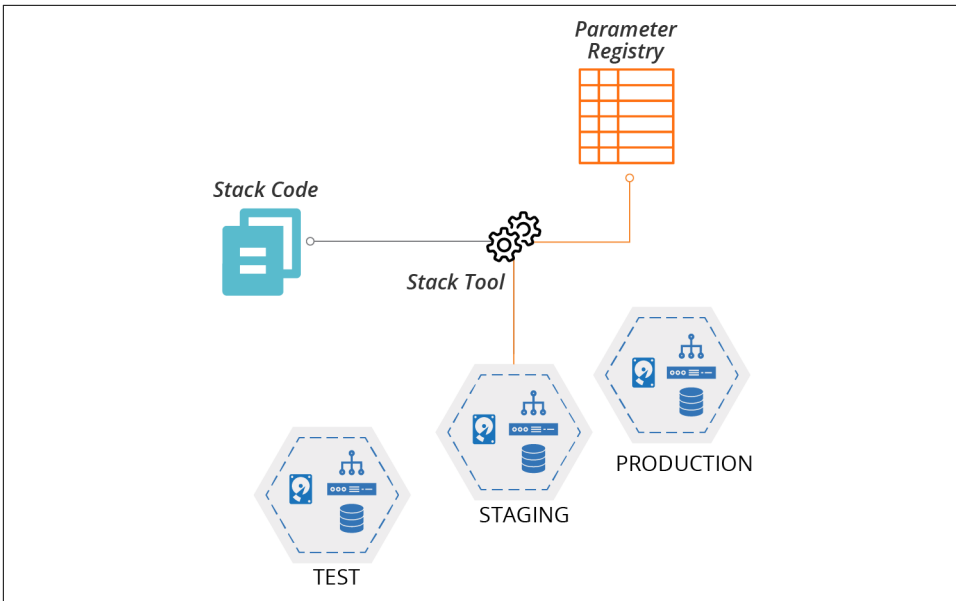 Parameter
Registry
Stack Code
Stack Tool
PRODUCTION
STAGING
TEST